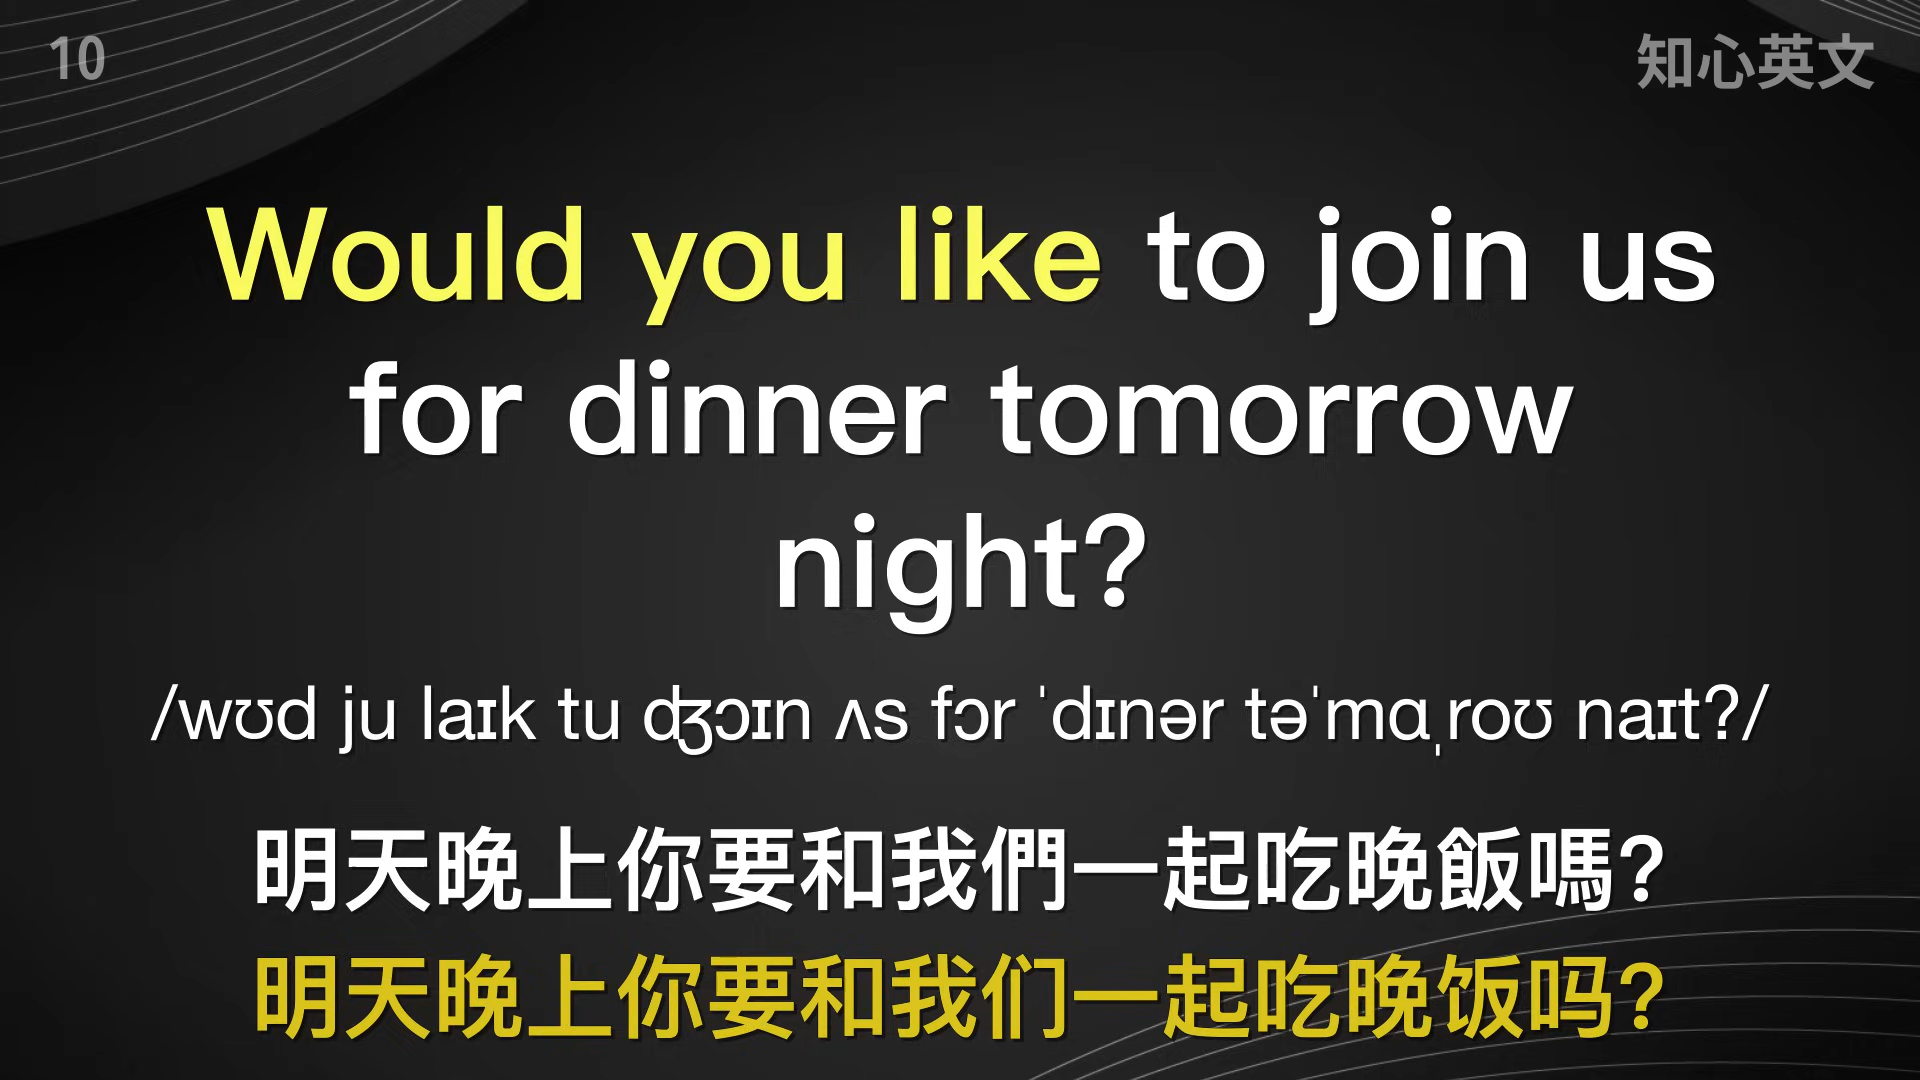 10
知心英文
Would you like to join us
for dinner tomorrow
night?
/wʊd ju laɪk tu ʤɔɪn ʌs fɔr ˈdɪnər təˈmɑˌroʊ naɪt?/
明天晚上你要和我們一起吃晚飯嗎?
明天晚上你要和我们一起吃晚饭吗?